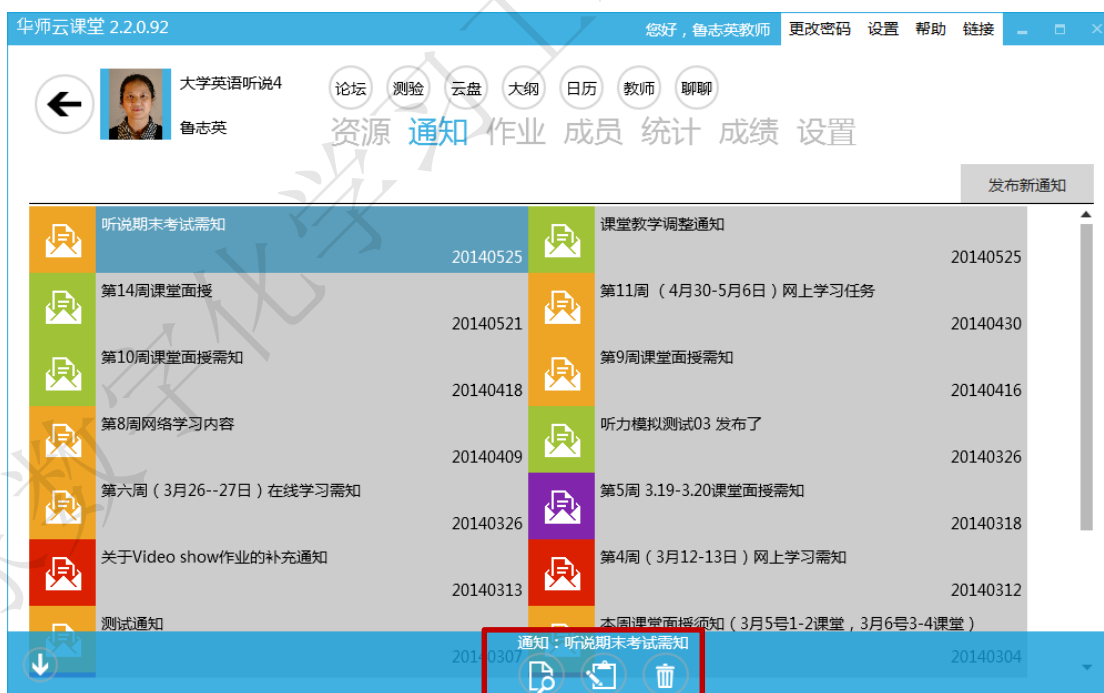 华师云课堂 2.2.0.92
您好，鲁志英教师 更改密码 设置 帮助 链接
大学英语听说4
鲁志英
论坛 测验 云盘 大纲 日历 教师 聊聊
资源 通知 作业 成员 统计 成绩 设置
发布新通知
听说期末考试需知
20140525
课堂教学调整通知
20140525
第14周课堂面授
20140521
第11周（4月30-5月6日）网上学习任务
20140430
第10周课堂面授需知
20140418
第9周课堂面授需知
20140416
第8周网络学习内容
20140409
听力模拟测试03 发布了
20140326
第六周（3月26--27日）在线学习需知
20140326
第5周 3.19-3.20课堂面授需知
20140318
关于Video show作业的补充通知
20140313
第4周（3月12-13日）网上学习需知
20140312
测试通知
20140307
本周课堂面授须知（3月5号1-2课堂，3月6号3-4课堂）
20140304
通知：听说期末考试需知
数字化学习工